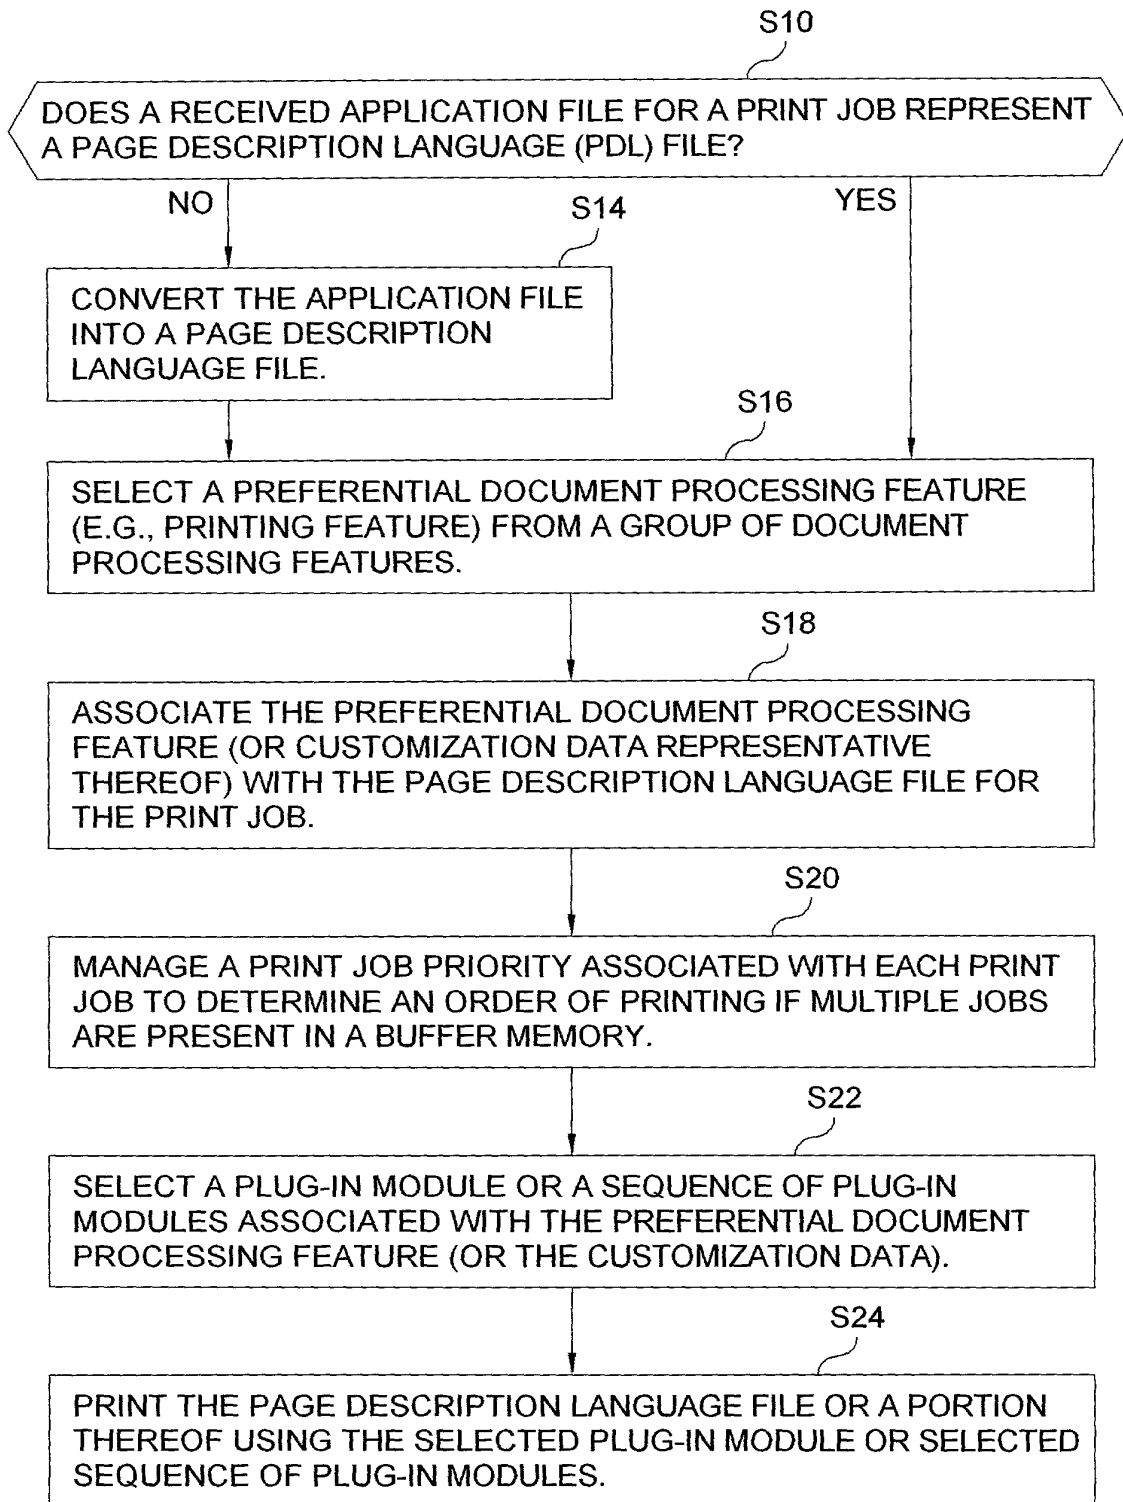 S10
DOES A RECEIVED APPLICATION FILE FOR A PRINT JOB REPRESENT
A PAGE DESCRIPTION LANGUAGE (PDL) FILE?
NO
YES
S14
CONVERT THE APPLICATION FILE
INTO A PAGE DESCRIPTION
LANGUAGE FILE.
S16
SELECT A PREFERENTIAL DOCUMENT PROCESSING FEATURE
(E.G., PRINTING FEATURE) FROM A GROUP OF DOCUMENT
PROCESSING FEATURES.
S18
ASSOCIATE THE PREFERENTIAL DOCUMENT PROCESSING
FEATURE (OR CUSTOMIZATION DATA REPRESENTATIVE
THEREOF) WITH THE PAGE DESCRIPTION LANGUAGE FILE FOR
THE PRINT JOB.
S20
MANAGE A PRINT JOB PRIORITY ASSOCIATED WITH EACH PRINT
JOB TO DETERMINE AN ORDER OF PRINTING IF MULTIPLE JOBS
ARE PRESENT IN A BUFFER MEMORY.
S22
SELECT A PLUG-IN MODULE OR A SEQUENCE OF PLUG-IN
MODULES ASSOCIATED WITH THE PREFERENTIAL DOCUMENT
PROCESSING FEATURE (OR THE CUSTOMIZATION DATA).
S24
PRINT THE PAGE DESCRIPTION LANGUAGE FILE OR A PORTION
THEREOF USING THE SELECTED PLUG-IN MODULE OR SELECTED
SEQUENCE OF PLUG-IN MODULES.